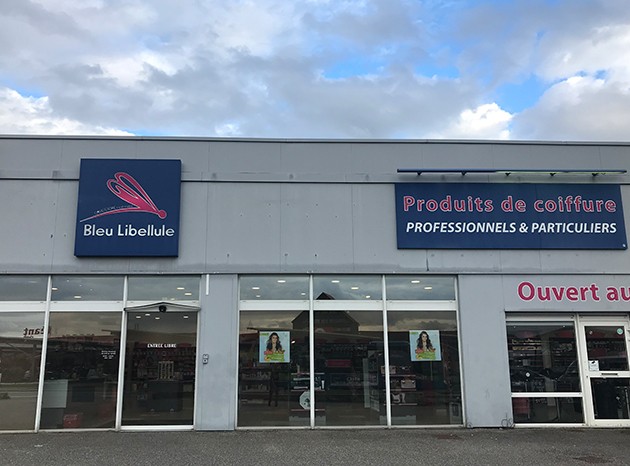 Bleu Libellule
Produits de coiffure
PROFESSIONNELS & PARTICULIERS
Ouvert au
ENTRÉE LIBRE